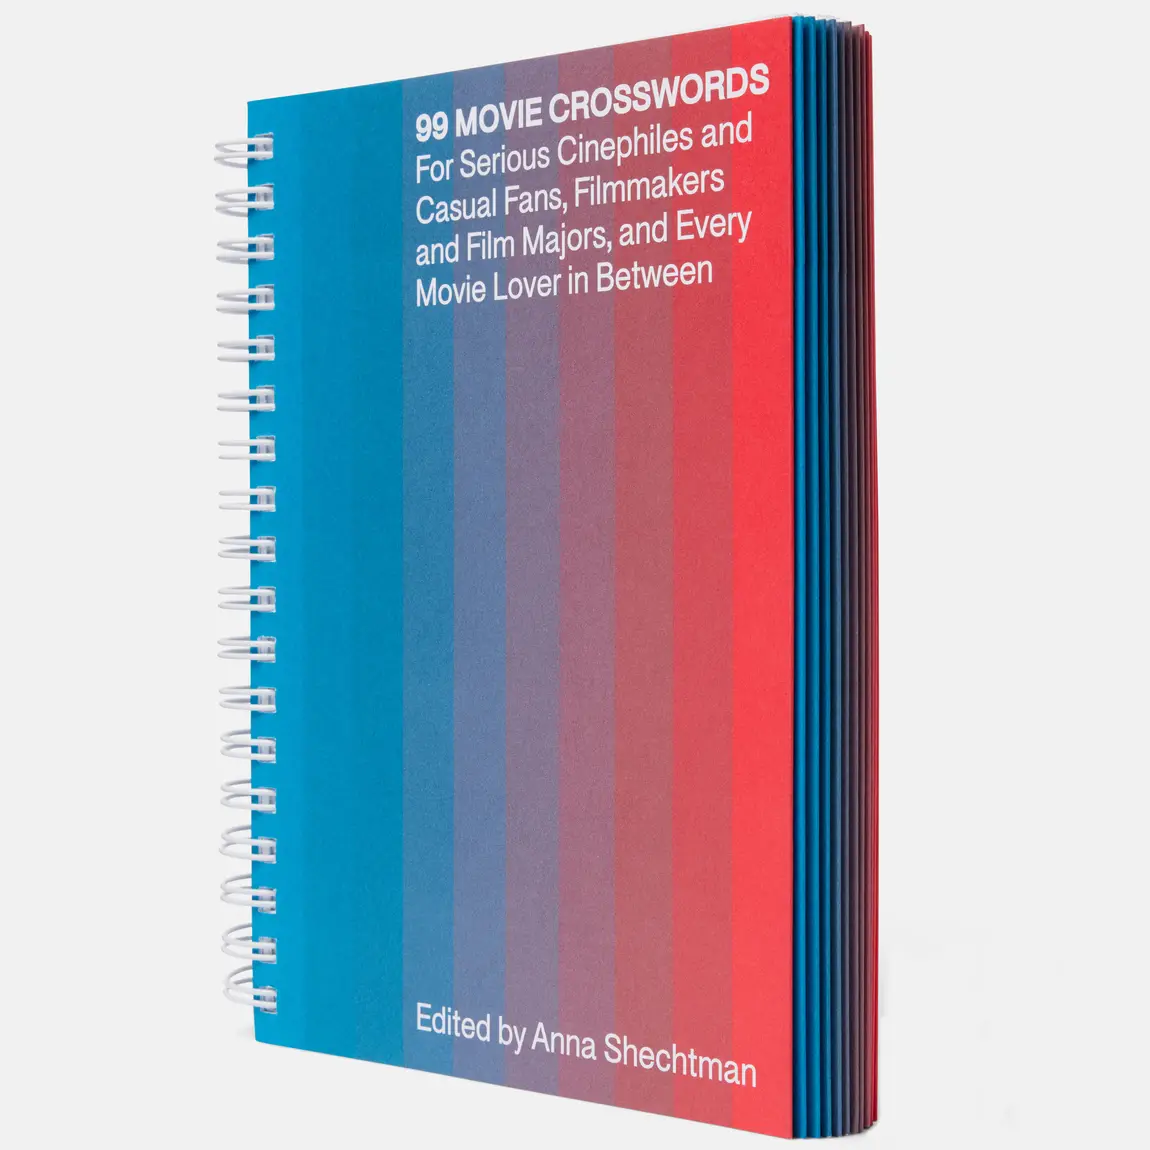 99 MOVIE CROSSWORDS
For Serious Cinephiles and
Casual Fans, Filmmakers
and Film Majors, and Every
Movie Lover in Between
Edited by Anna Shechtman